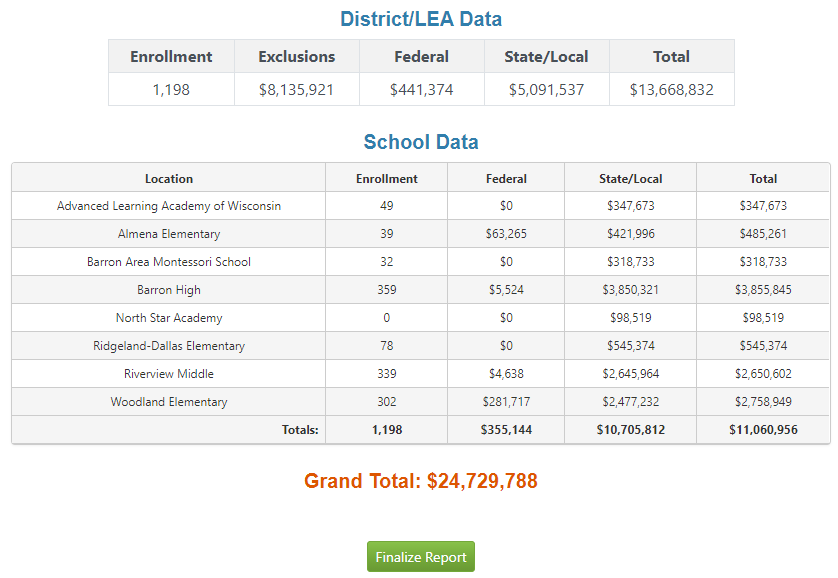 District/LEA Data
Enrollment Exclusions Federal State/Local Total
1,198 $8,135,921 $441,374 $5,091,537 $13,668,832
School Data
Location Enrollment Federal State/Local Total
Advanced Learning Academy of Wisconsin 49 $0 $347,673 $347,673
Almena Elementary 39 $63,265 $421,996 $485,261
Barron Area Montessori School 32 $0 $318,733 $318,733
Barron High 359 $5,524 $3,850,321 $3,855,845
North Star Academy 0 $0 $98,519 $98,519
Ridgeland-Dallas Elementary 78 $0 $545,374 $545,374
Riverview Middle 339 $4,638 $2,645,964 $2,650,602
Woodland Elementary 302 $281,717 $2,477,232 $2,758,949
Totals: 1,198 $355,144 $10,705,812 $11,060,956
Grand Total: $24,729,788
Finalize Report